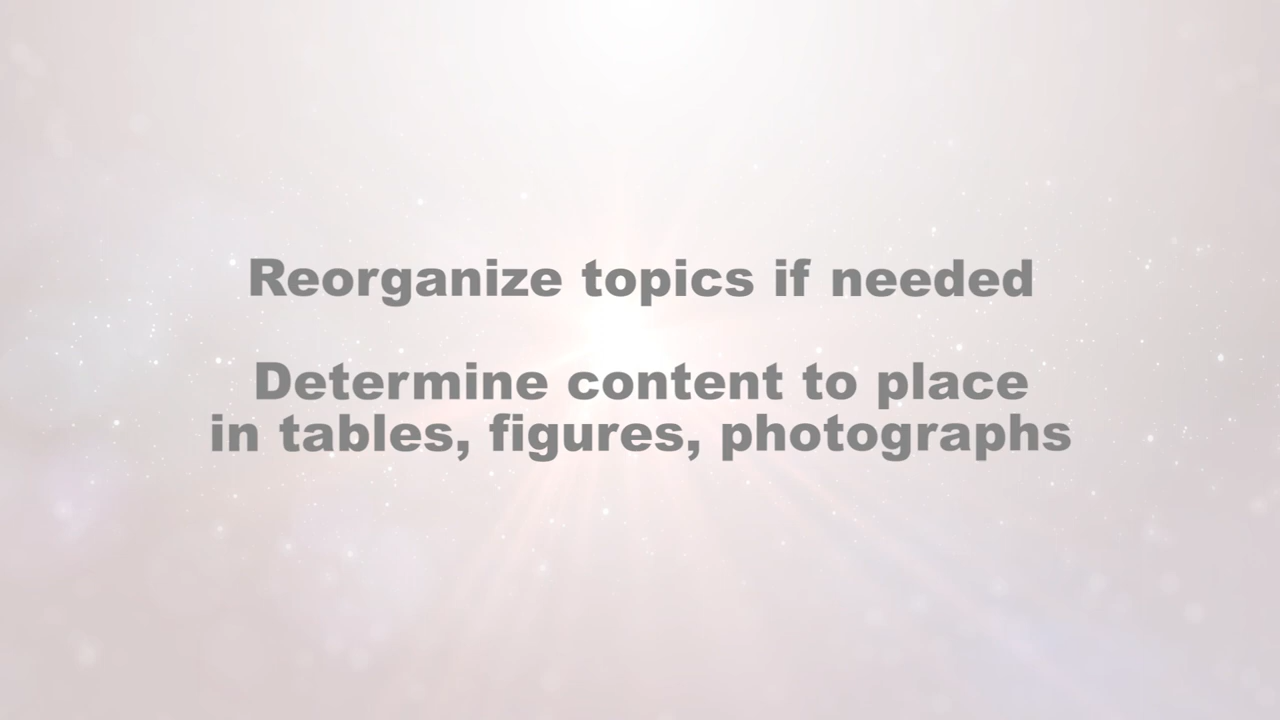 Reorganize topics if needed
Determine content to place
in tables, figures, photographs